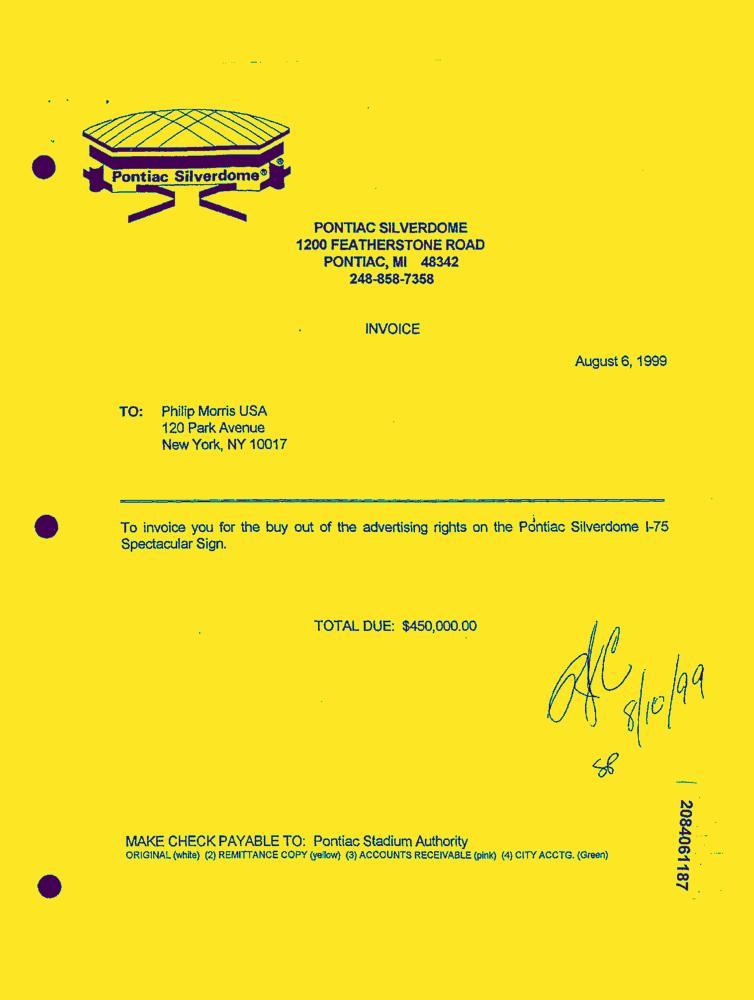 Pontiac Silverdome®
®
PONTIAC SILVERDOME
1200 FEATHERSTONE ROAD
PONTIAC, MI 48342
248-858-7358
INVOICE
August 6, 1999
TO: Philip Morris USA
120 Park Avenue
New York, NY 10017
To invoice you for the buy out of the advertising rights on the Pontiac Silverdome I-75
Spectacular Sign.
TOTAL DUE: $450,000.00
8/10/99
MAKE CHECK PAYABLE TO: Pontiac Stadium Authority
ORIGINAL (white) (2) REMITTANCE COPY (yellow) (3) ACCOUNTS RECEIVABLE (pink) (4) CITY ACCTG. (Green)
2084061187